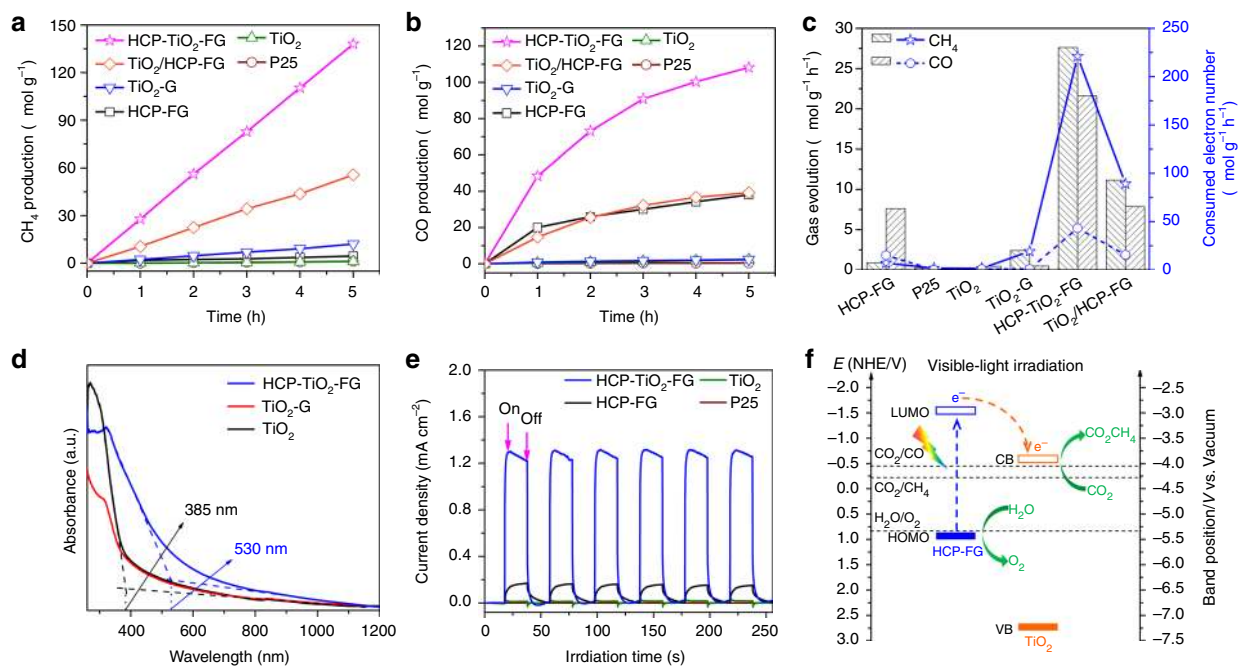 a
CH4 production ( mol g−1)
150
120
90
60
30
0
HCP-TiO2-FG
TiO2/HCP-FG
TiO2-G
HCP-FG
TiO2
P25
0 1 2 3 4 5
Time (h)
b
CO production ( mol g−1)
120
100
80
60
40
20
0
HCP-TiO2-FG
TiO2/HCP-FG
TiO2-G
HCP-FG
TiO2
P25
0 1 2 3 4 5
Time (h)
c
Gas evolution ( mol g−1 h−1)
30
25
20
15
10
5
0
CH4
CO
250
200
150
100
50
0
Consumed electron number
( mol g−1 h−1)
HCP-FG
P25
TiO2
TiO2-G
HCP-TiO2-FG
TiO2/HCP-FG
d
Absorbance (a.u.)
HCP-TiO2-FG
TiO2-G
TiO2
385 nm
530 nm
400 600 800 1000 1200
Wavelength (nm)
e
Current density (mA cm−2)
2.0
1.6
1.2
0.8
0.4
0.0
HCP-TiO2-FG
HCP-FG
TiO2
P25
On
Off
0 50 100 150 200 250
Irrdiation time (s)
f
E (NHE/V)
Visible-light irradiation
−2.0
−1.5
−1.0
−0.5
0.0
0.5
1.0
1.5
2.0
2.5
3.0
LUMO
e−
CO2/CO
CB
e−
CO2CH4
CO2/CH4
CO2
H2O/O2
H2O
HOMO
HCP-FG
O2
VB
TiO2
−2.5
−3.0
−3.5
−4.0
−4.5
−5.0
−5.5
−6.0
−6.5
−7.0
−7.5
Band position/V vs. Vacuum